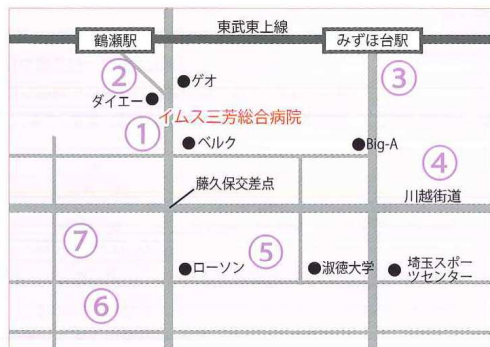 東武東上線
鶴瀬駅
みずほ台駅
②
③
ゲオ
ダイエー
イムス三芳総合病院
①
ベルク
Big-A
④
藤久保交差点
川越街道
⑦
⑤
ローソン
淑徳大学
埼玉スポー
ツセンター
⑥